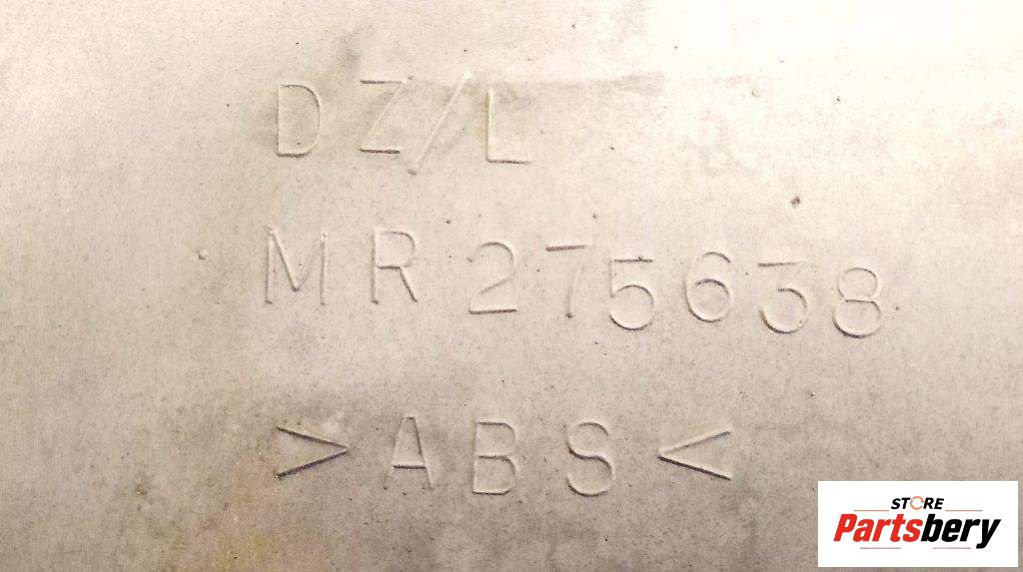 DZ/L
MR275638
>ABS<
STORE
Partsbery